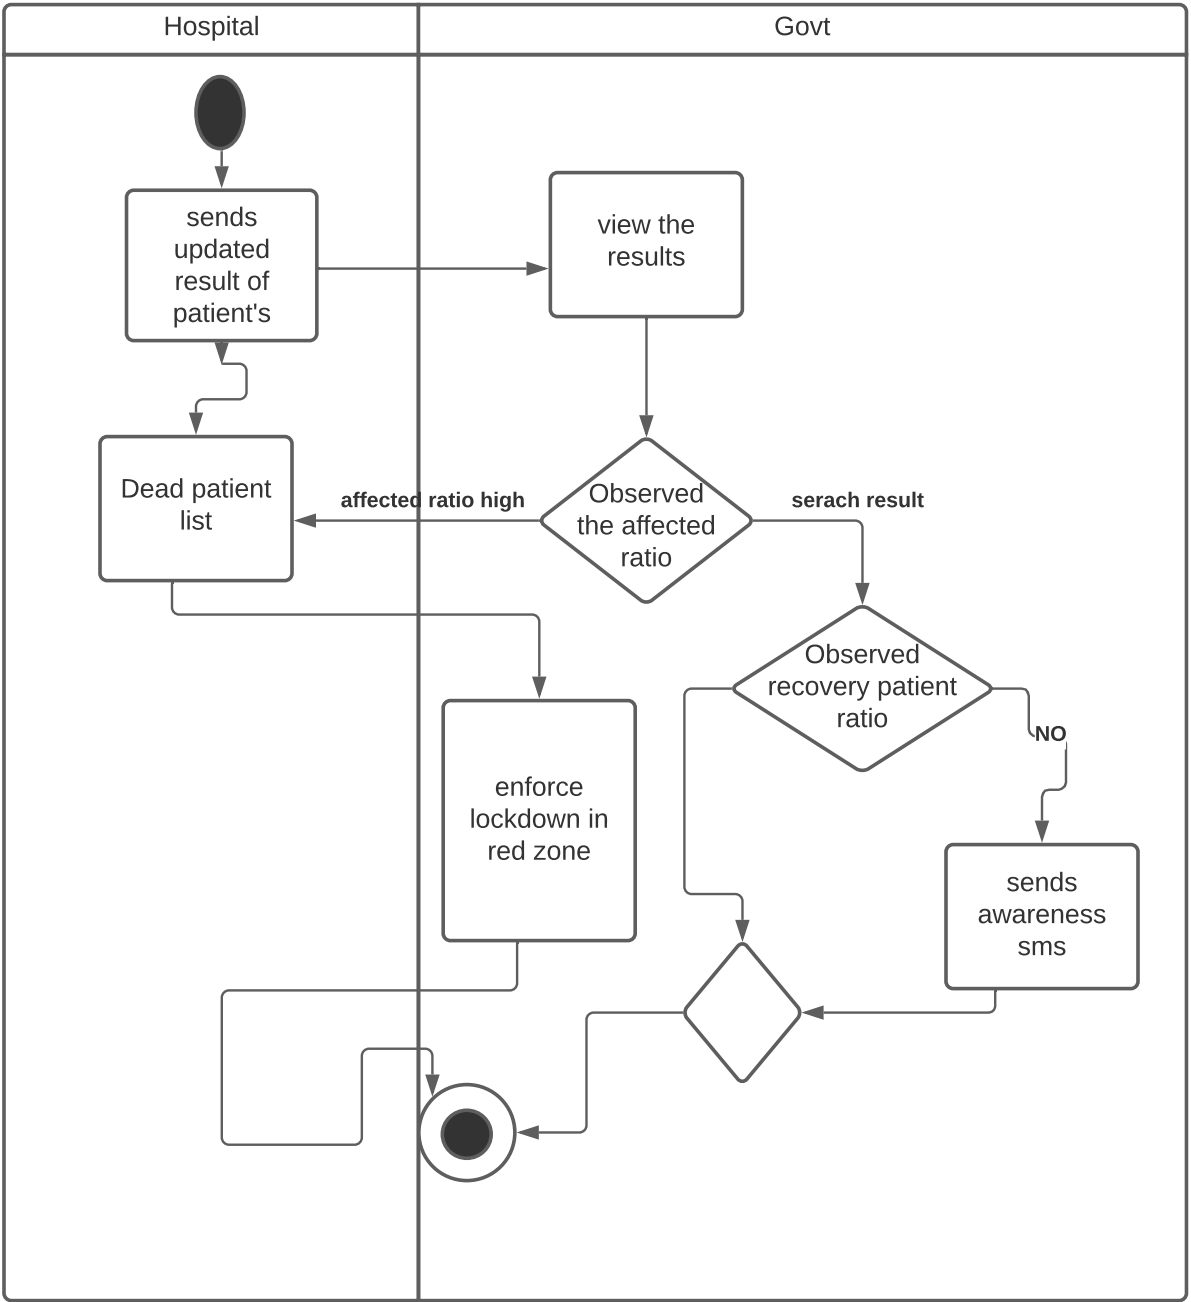 Hospital
Govt
sends
updated
result of
patient's
view the
results
Dead patient
list
affected ratio high
Observed
the affected
ratio
serach result
Observed
recovery patient
ratio
NO
enforce
lockdown in
red zone
sends
awareness
sms